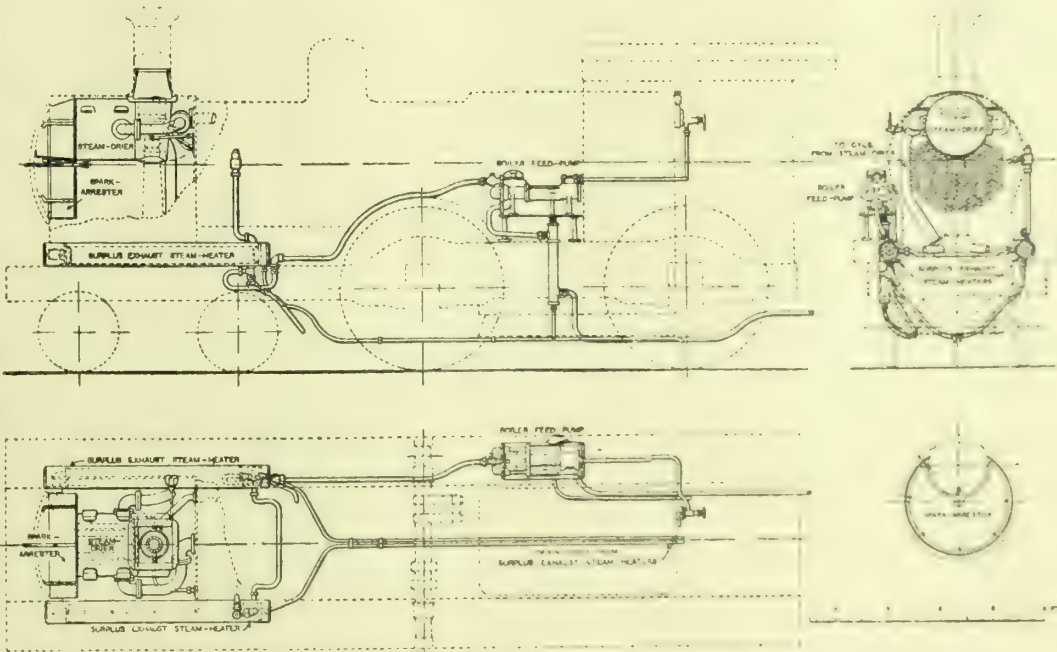 STEAM-DRIER
SPARK-
ARRESTER
SURPLUS EXHAUST STEAM-HEATER
BOILER FEED-PUMP
STEAM-DRIER
TO CYLS.
FROM STEAM DRIER
BOILER
FEED-PUMP
SURPLUS EXHAUST
STEAM-HEATERS
SURPLUS EXHAUST STEAM-HEATER
SPARK-
ARRESTER
STEAM-
DRIER
SURPLUS EXHAUST STEAM-HEATER
BOILER FEED PUMP
FROM
SURPLUS EXHAUST STEAM HEATERS
SPARK-ARRESTER